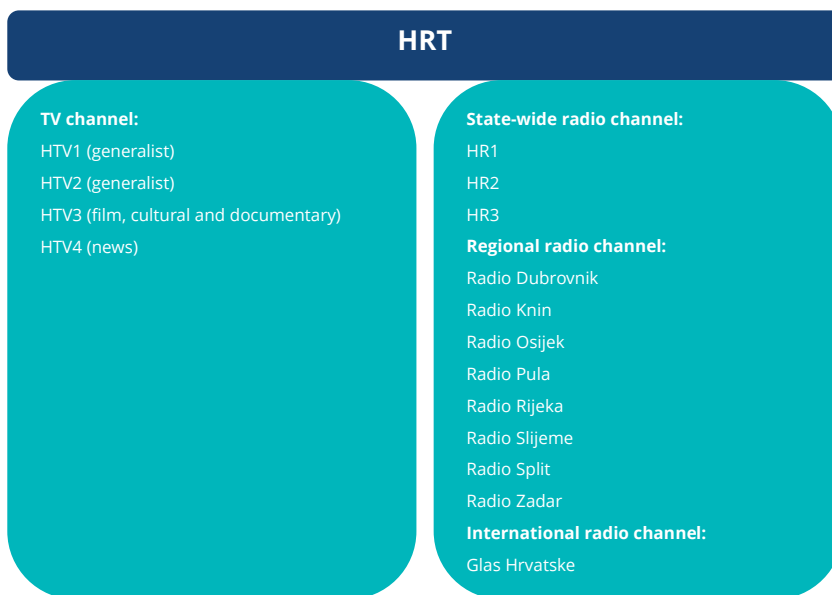 HRT
TV channel:
HTV1 (generalist)
HTV2 (generalist)
HTV3 (film, cultural and documentary)
HTV4 (news)
State-wide radio channel:
HR1
HR2
HR3
Regional radio channel:
Radio Dubrovnik
Radio Knin
Radio Osijek
Radio Pula
Radio Rijeka
Radio Slijeme
Radio Split
Radio Zadar
International radio channel:
Glas Hrvatske